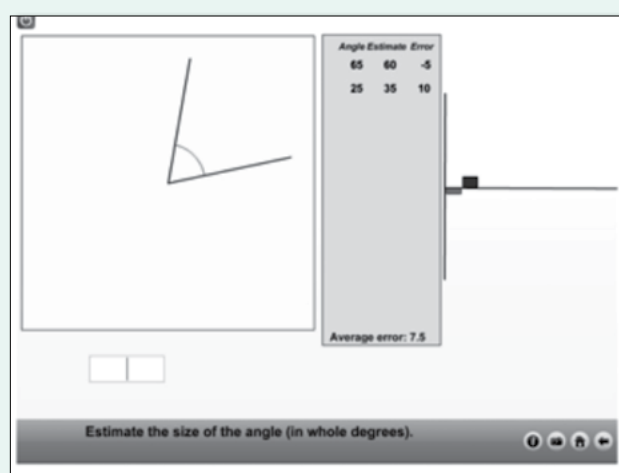 Angle Estimate Error
65 60 -5
25 35 10
Average error: 7.5
Estimate the size of the angle (in whole degrees).